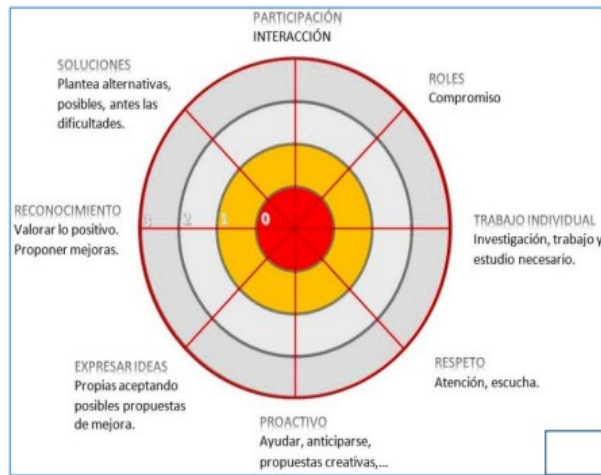 PARTICIPACIÓN
INTERACCIÓN
SOLUCIONES
Plantea alternativas,
posibles, antes las
dificultades.
ROLES
Compromiso
RECONOCIMIENTO
Valorar lo positivo.
Proponer mejoras.
3 2 1 0
TRABAJO INDIVIDUAL
Investigación, trabajo y
estudio necesario.
EXPRESAR IDEAS
Propias aceptando
posibles propuestas
de mejora.
RESPETO
Atención, escucha.
PROACTIVO
Ayudar, anticiparse,
propuestas creativas,...